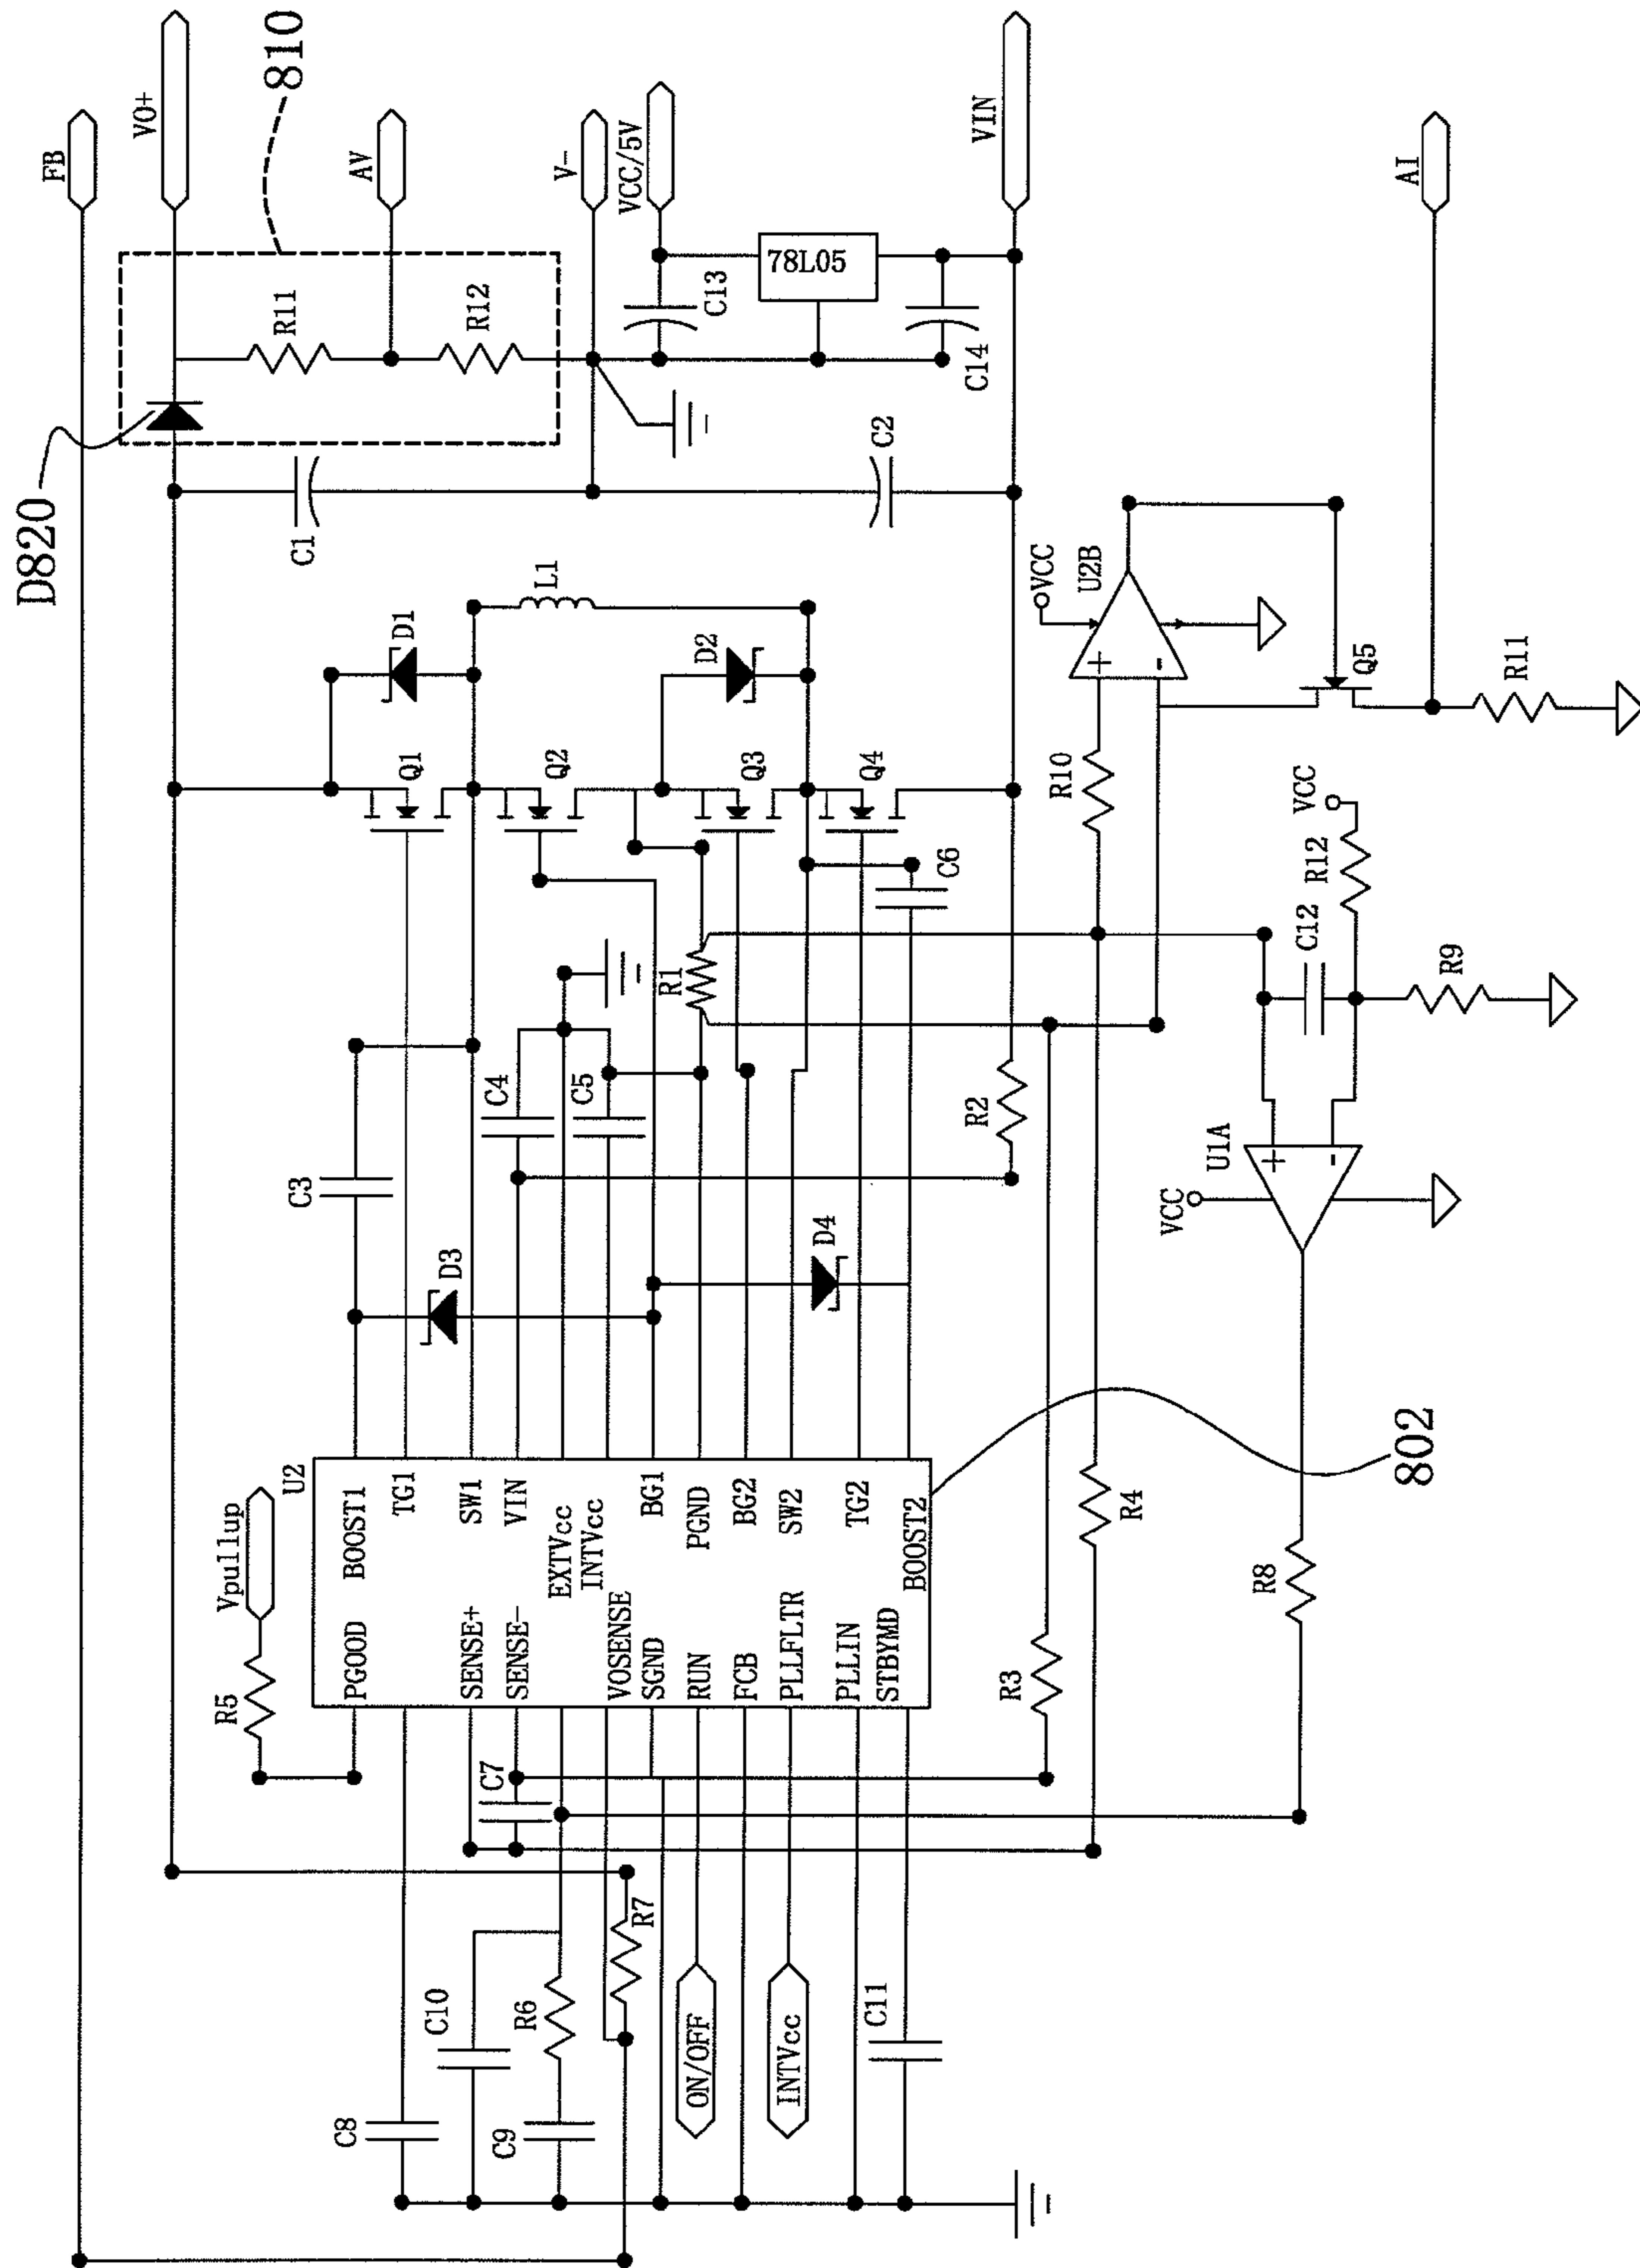 FB
VO+
810
AV
V-
VCC/5V
VIN
AI
D820
R11
R12
C13
78L05
C14
C1
C2
L1
D1
D2
Q1
Q2
Q3
Q4
C6
VCC
U2B
+
-
Q5
R11
R10
VCC
R12
C12
R9
U1A
+
-
VCC
R1
C4
C5
R2
C3
D3
D4
802
U2
Vpullup
R5
BOOST1
TG1
SW1
VIN
EXTVcc
INTVcc
BG1
PGND
BG2
SW2
TG2
BOOST2
PGOOD
SENSE+
SENSE-
VOSENSE
SGND
RUN
FCB
PLLFLTR
PLLIN
STBYMD
R4
R3
R8
C7
R7
C10
R6
C8
C9
ON/OFF
INTVcc
C11